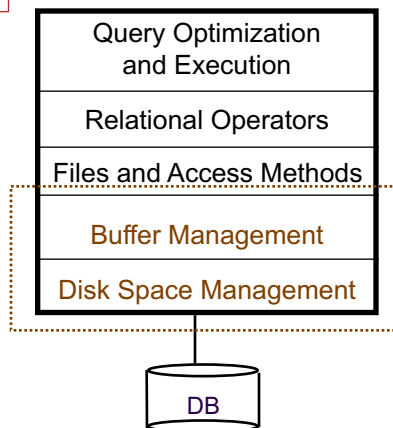 Query Optimization
and Execution
Relational Operators
Files and Access Methods
Buffer Management
Disk Space Management
DB